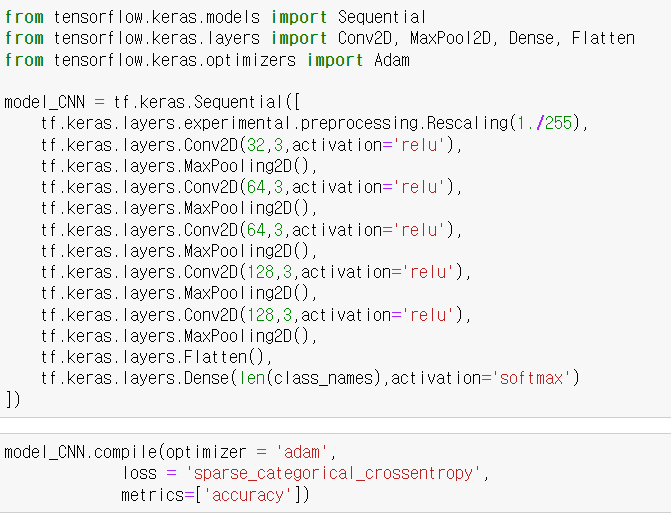 from tensorflow.keras.models import Sequential
from tensorflow.keras.layers import Conv2D, MaxPool2D, Dense, Flatten
from tensorflow.keras.optimizers import Adam

model_CNN = tf.keras.Sequential([
    tf.keras.layers.experimental.preprocessing.Rescaling(1./255),
    tf.keras.layers.Conv2D(32,3,activation='relu'),
    tf.keras.layers.MaxPooling2D(),
    tf.keras.layers.Conv2D(64,3,activation='relu'),
    tf.keras.layers.MaxPooling2D(),
    tf.keras.layers.Conv2D(64,3,activation='relu'),
    tf.keras.layers.MaxPooling2D(),
    tf.keras.layers.Conv2D(128,3,activation='relu'),
    tf.keras.layers.MaxPooling2D(),
    tf.keras.layers.Conv2D(128,3,activation='relu'),
    tf.keras.layers.MaxPooling2D(),
    tf.keras.layers.Flatten(),
    tf.keras.layers.Dense(len(class_names),activation='softmax')
])

model_CNN.compile(optimizer = 'adam',
             loss = 'sparse_categorical_crossentropy',
             metrics=['accuracy'])